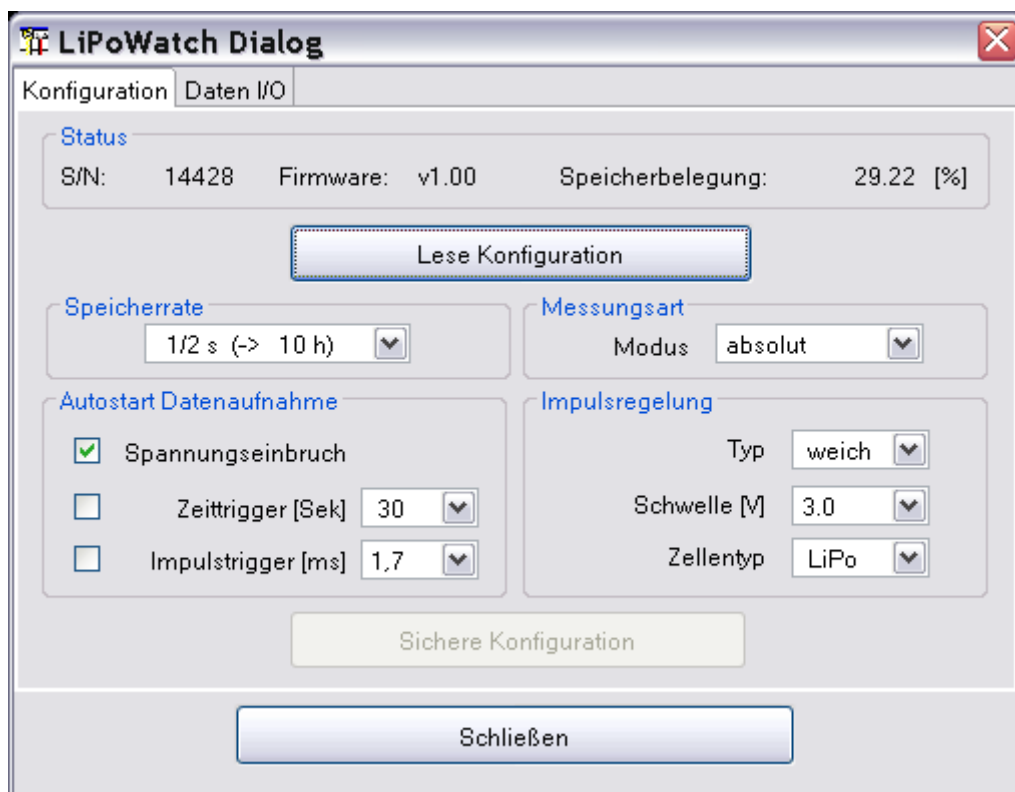 LiPoWatch Dialog
Konfiguration Daten I/O
Status
S/N: 14428 Firmware: v1.00 Speicherbelegung: 29.22 [%]
Lese Konfiguration
Speicherrate
1/2 s (-> 10 h)
Messungsart
Modus absolut
Autostart Datenaufnahme
Spannungseinbruch
Zeittrigger [Sek] 30
Impulstrigger [ms] 1,7
Impulsregelung
Typ weich
Schwelle [V] 3.0
Zellentyp LiPo
Sichere Konfiguration
Schließen